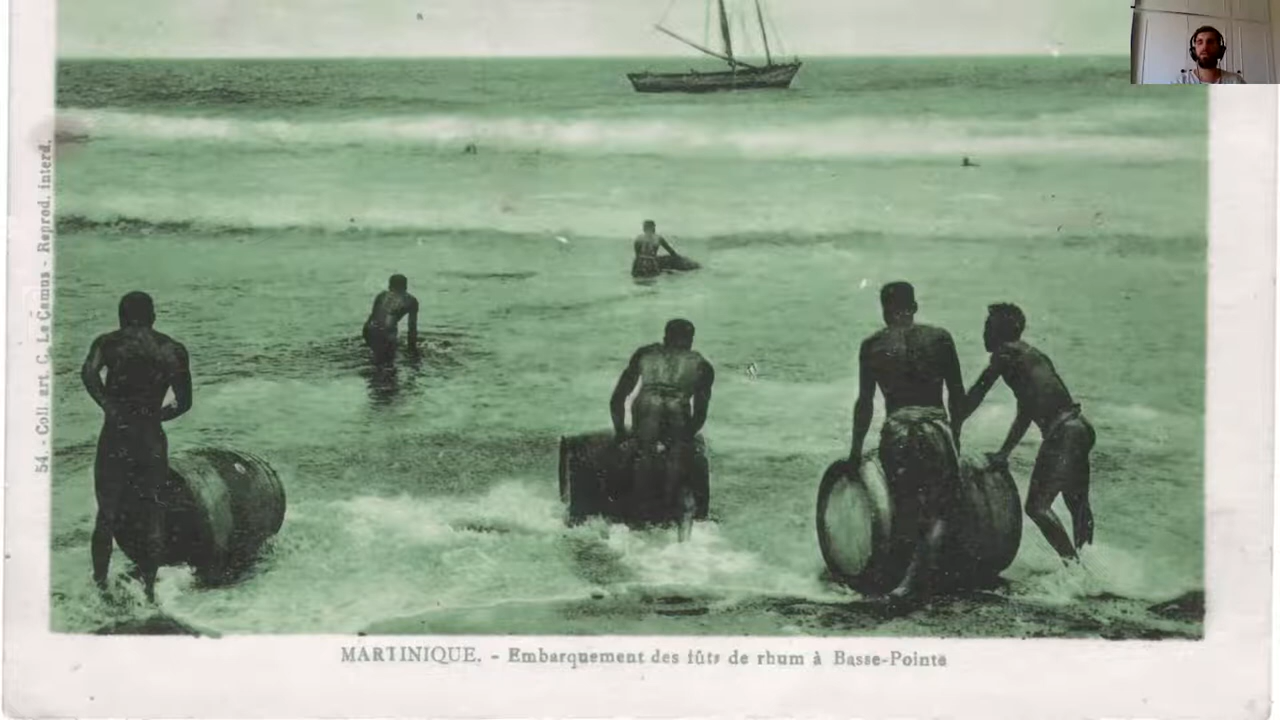 54. - Coll. art. C. Le Camus - Reprod. interd.
MARTINIQUE. - Embarquement des fûts de rhum à Basse-Pointe